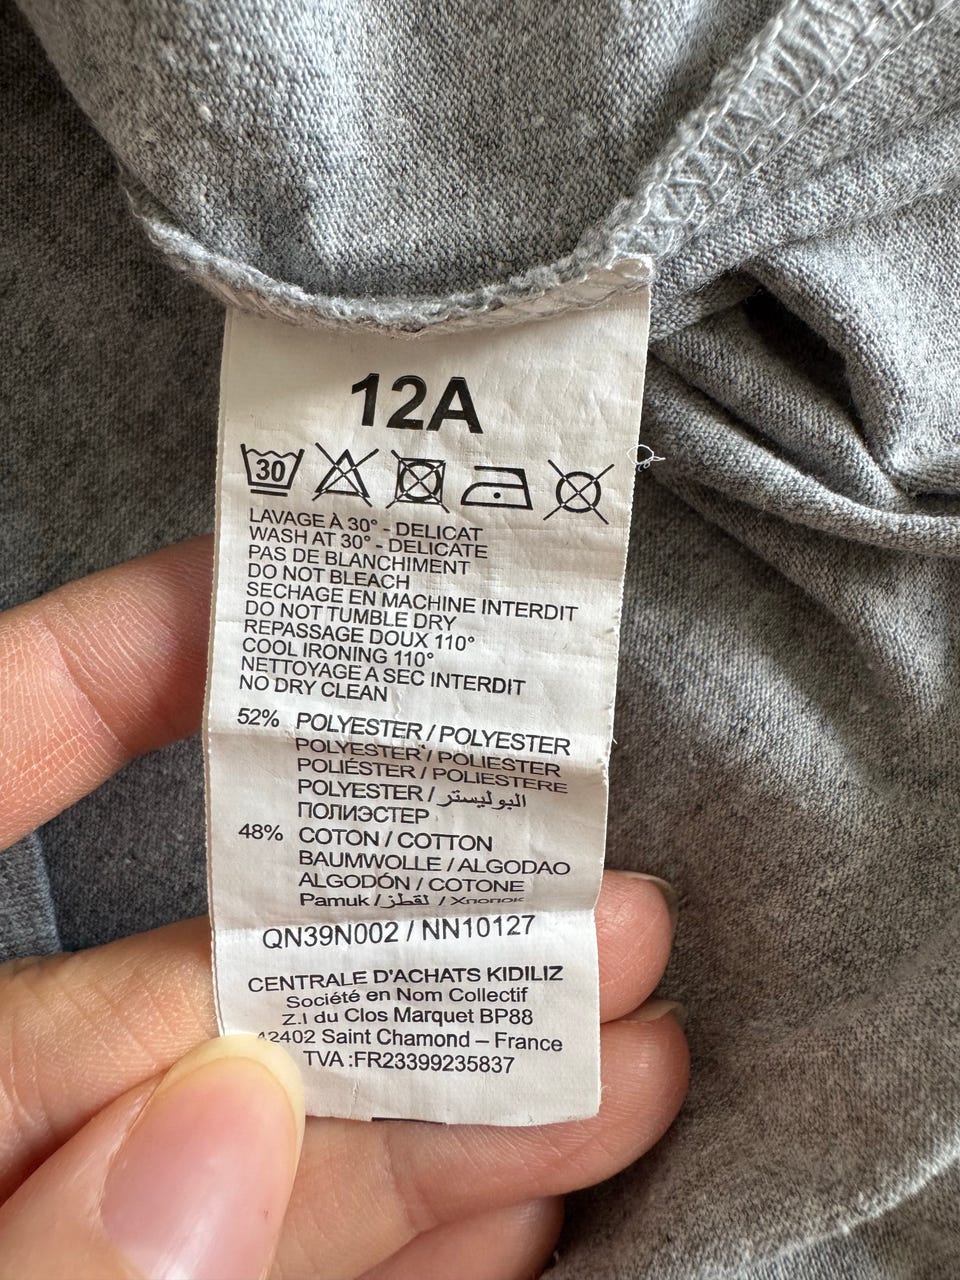 12A
30
LAVAGE À 30° - DELICAT
WASH AT 30° - DELICATE
PAS DE BLANCHIMENT
DO NOT BLEACH
SECHAGE EN MACHINE INTERDIT
DO NOT TUMBLE DRY
REPASSAGE DOUX 110°
COOL IRONING 110°
NETTOYAGE A SEC INTERDIT
NO DRY CLEAN
52% POLYESTER / POLYESTER
POLYESTER / POLIESTER
POLIÉSTER / POLIESTERE
POLYESTER / البوليستر
ПОЛИЭСТЕР
48% COTON / COTTON
BAUMWOLLE / ALGODAO
ALGODÓN / COTONE
Pamuk / لقطز / Хлопок
QN39N002 / NN10127
CENTRALE D'ACHATS KIDILIZ
Société en Nom Collectif
Z.I du Clos Marquet BP88
42402 Saint Chamond – France
TVA :FR23399235837